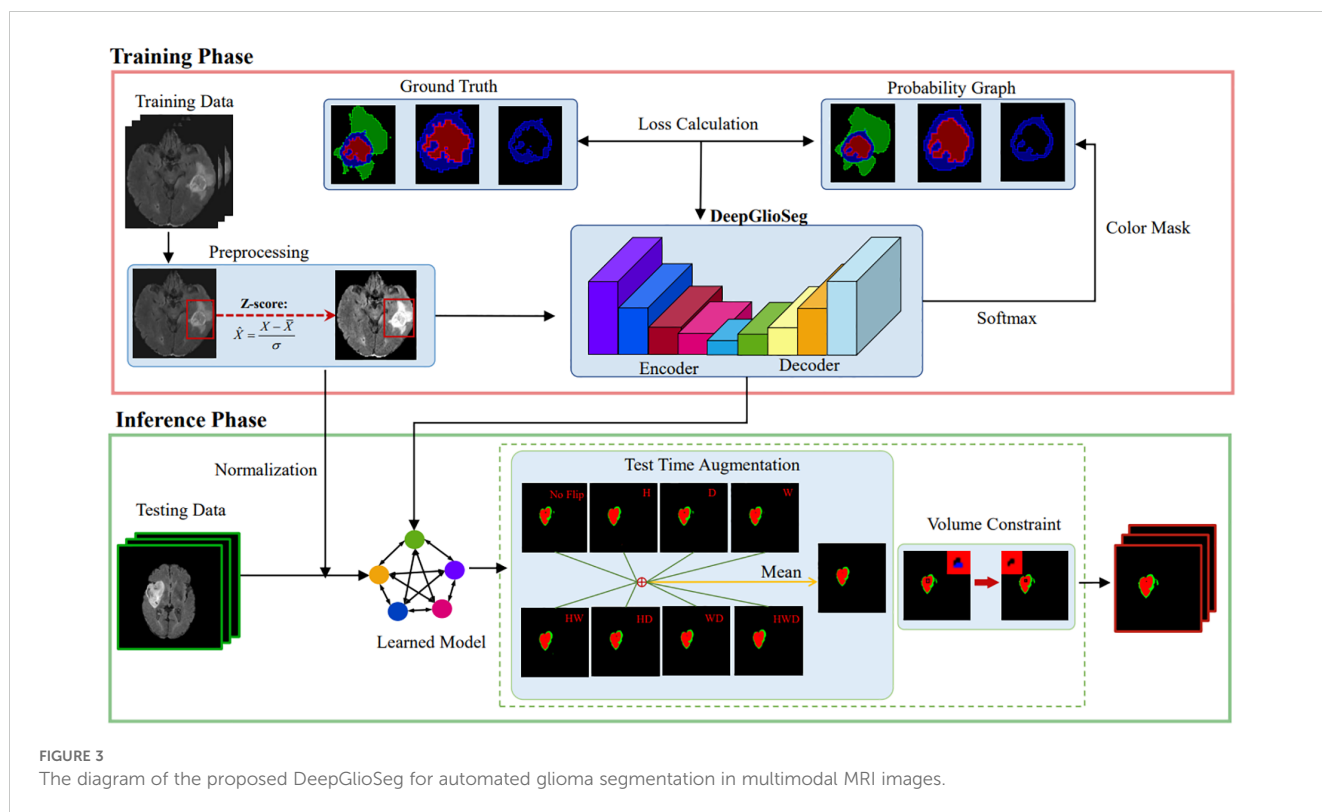 Training Phase
Training Data
Ground Truth
Probability Graph
Loss Calculation
DeepGlioSeg
Color Mask
Preprocessing
Z-score:
X̂ = (X − X̄) / σ
Encoder
Decoder
Softmax
Inference Phase
Normalization
Testing Data
Learned Model
Test Time Augmentation
No Flip
H
D
W
Mean
HW
HD
WD
HWD
Volume Constraint
FIGURE 3
The diagram of the proposed DeepGlioSeg for automated glioma segmentation in multimodal MRI images.